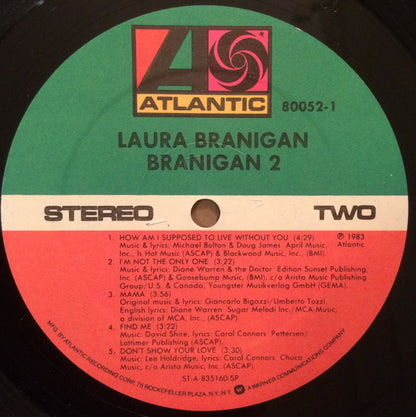 ATLANTIC
80052-1
LAURA BRANIGAN
BRANIGAN 2
STEREO TWO
1. HOW AM I SUPPOSED TO LIVE WITHOUT YOU (4:29)
Music & lyrics: Michael Bolton & Doug James April Music,
Inc., Is Hot Music (ASCAP) & Blackwood Music, Inc., (BMI).
℗ 1983
Atlantic
2. I'M NOT THE ONLY ONE (3:22)
Music & lyrics: Diane Warren & the Doctor Edition Sunset Publishing,
Inc., (ASCAP) & Goosebump Music, (BMI), c/o Arista Music Publishing
Group/U.S. & Canada, Youngster Musikverlag GmbH (GEMA).
3. MAMA (3:56)
Original music & lyrics: Giancarlo Bigazzi/Umberto Tozzi,
English lyrics: Diane Warren Sugar Melodi Inc./MCA Music,
a division of MCA, Inc., (ASCAP).
4. FIND ME (3:22)
Music: David Shire, lyrics: Carol Connors Pettersen/
Lortimer Publishing (ASCAP).
5. DON'T SHOW YOUR LOVE (3:30)
Music: Lee Holdridge, lyrics: Carol Connors Chuco
Music, c/o Arista Music, Inc. (ASCAP).
ST-A-835160-SP
MFG. BY ATLANTIC RECORDING CORP., 75 ROCKEFELLER PLAZA, N.Y., N.Y. A WARNER COMMUNICATIONS COMPANY